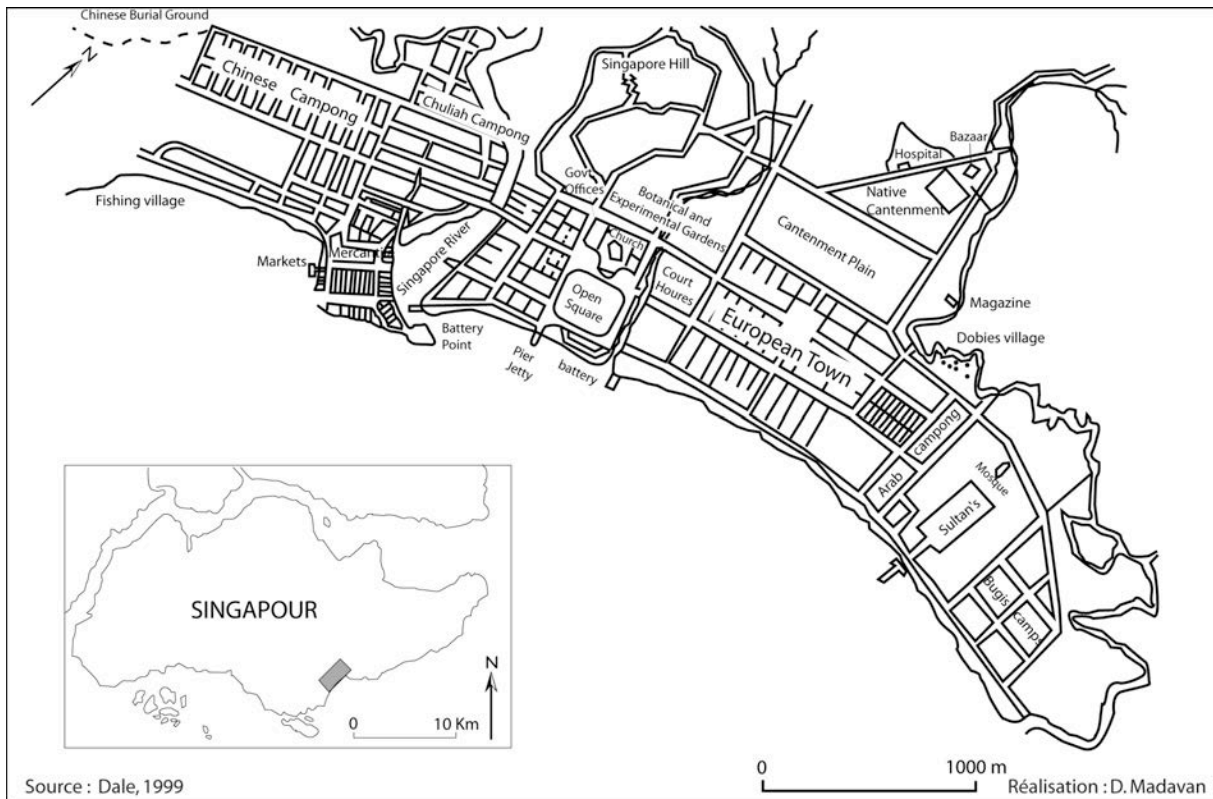 Chinese Burial Ground
N
Chinese Campong
Chuliah Campong
Singapore Hill
Bazaar
Hospital
Native
Cantenment
Govt
Offices
Botanical and
Experimental Gardens
Cantenment Plain
Fishing village
Markets
Singapore River
Church
Open
Square
Court
Houres
European Town
Magazine
Dobies village
Battery
Point
Pier
Jetty
battery
Arab campong
Mosque
Sultan's
Bugis camps
SINGAPOUR
N
0 10 Km
0 1000 m
Source : Dale, 1999
Réalisation : D. Madavan